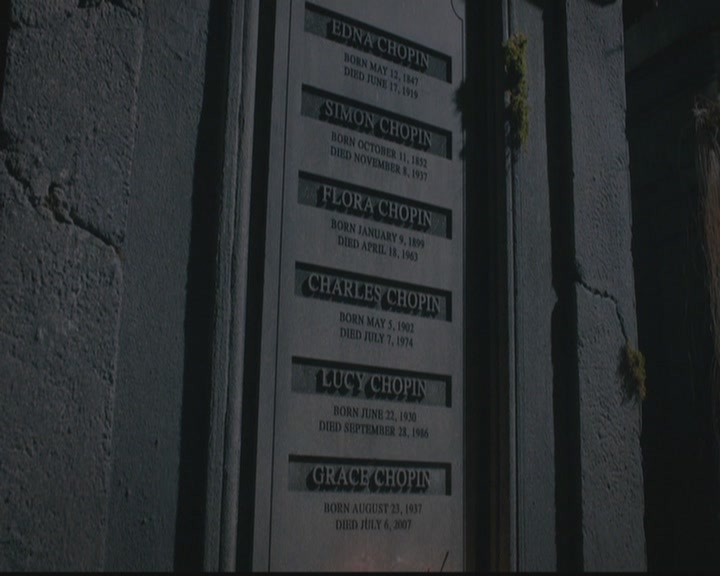 EDNA CHOPIN
BORN MAY 12, 1847
DIED JUNE 17, 1919
SIMON CHOPIN
BORN OCTOBER 11, 1852
DIED NOVEMBER 8, 1937
FLORA CHOPIN
BORN JANUARY 9, 1899
DIED APRIL 18, 1963
CHARLES CHOPIN
BORN MAY 5, 1902
DIED JULY 7, 1974
LUCY CHOPIN
BORN JUNE 22, 1930
DIED SEPTEMBER 28, 1986
GRACE CHOPIN
BORN AUGUST 23, 1937
DIED JULY 6, 2007